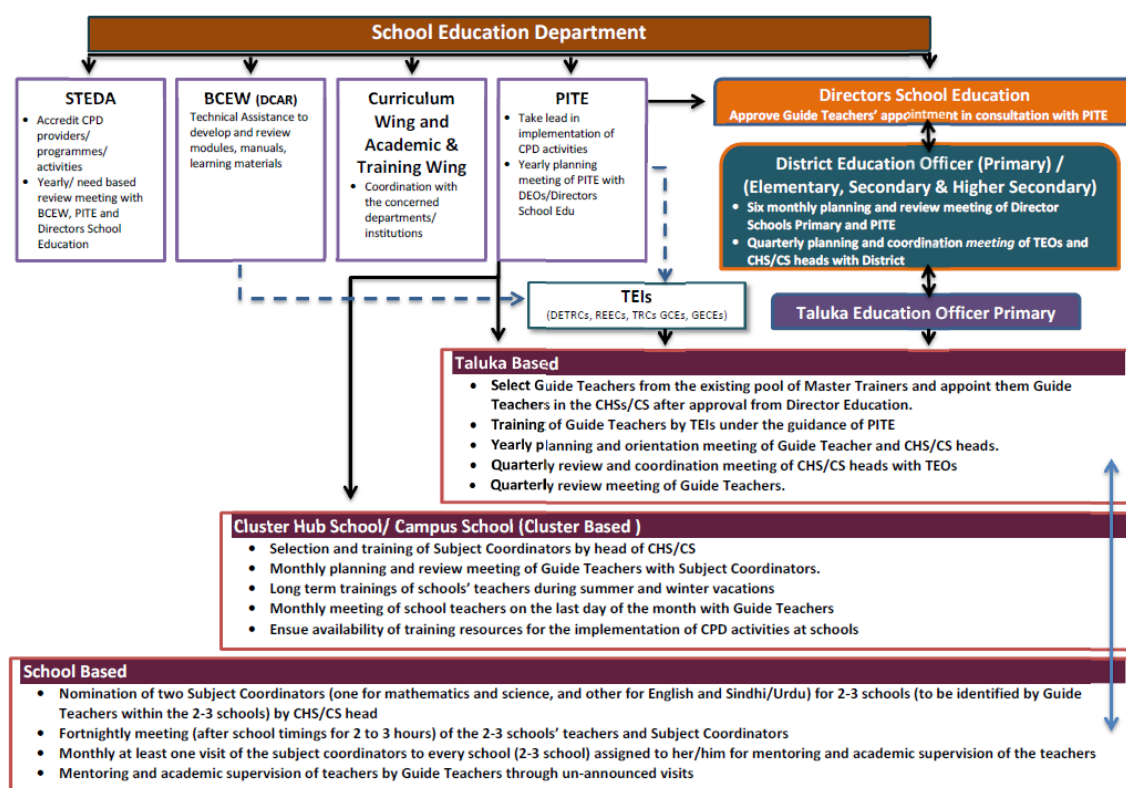 School Education Department
STEDA
• Accredit CPD
providers/
programmes/
activities
• Yearly/ need based
review meeting with
BCEW, PITE and
Directors School
Education
BCEW (DCAR)
Technical Assistance to
develop and review
modules, manuals,
learning materials
Curriculum
Wing and
Academic &
Training Wing
• Coordination with
the concerned
departments/
institutions
PITE
• Take lead in
implementation of
CPD activities
• Yearly planning
meeting of PITE with
DEOs/Directors
School Edu
Directors School Education
Approve Guide Teachers' appointment in consultation with PITE
District Education Officer (Primary) /
(Elementary, Secondary & Higher Secondary)
• Six monthly planning and review meeting of Director
Schools Primary and PITE
• Quarterly planning and coordination meeting of TEOs and
CHS/CS heads with District
TEIs
(DETRCs, REECs, TRCs GCEs, GECEs)
Taluka Education Officer Primary
Taluka Based
• Select Guide Teachers from the existing pool of Master Trainers and appoint them Guide
Teachers in the CHSs/CS after approval from Director Education.
• Training of Guide Teachers by TEIs under the guidance of PITE
• Yearly planning and orientation meeting of Guide Teacher and CHS/CS heads.
• Quarterly review and coordination meeting of CHS/CS heads with TEOs
• Quarterly review meeting of Guide Teachers.
Cluster Hub School/ Campus School (Cluster Based )
• Selection and training of Subject Coordinators by head of CHS/CS
• Monthly planning and review meeting of Guide Teachers with Subject Coordinators.
• Long term trainings of schools' teachers during summer and winter vacations
• Monthly meeting of school teachers on the last day of the month with Guide Teachers
• Ensue availability of training resources for the implementation of CPD activities at schools
School Based
• Nomination of two Subject Coordinators (one for mathematics and science, and other for English and Sindhi/Urdu) for 2-3 schools (to be identified by Guide
Teachers within the 2-3 schools) by CHS/CS head
• Fortnightly meeting (after school timings for 2 to 3 hours) of the 2-3 schools' teachers and Subject Coordinators
• Monthly at least one visit of the subject coordinators to every school (2-3 school) assigned to her/him for mentoring and academic supervision of the teachers
• Mentoring and academic supervision of teachers by Guide Teachers through un-announced visits